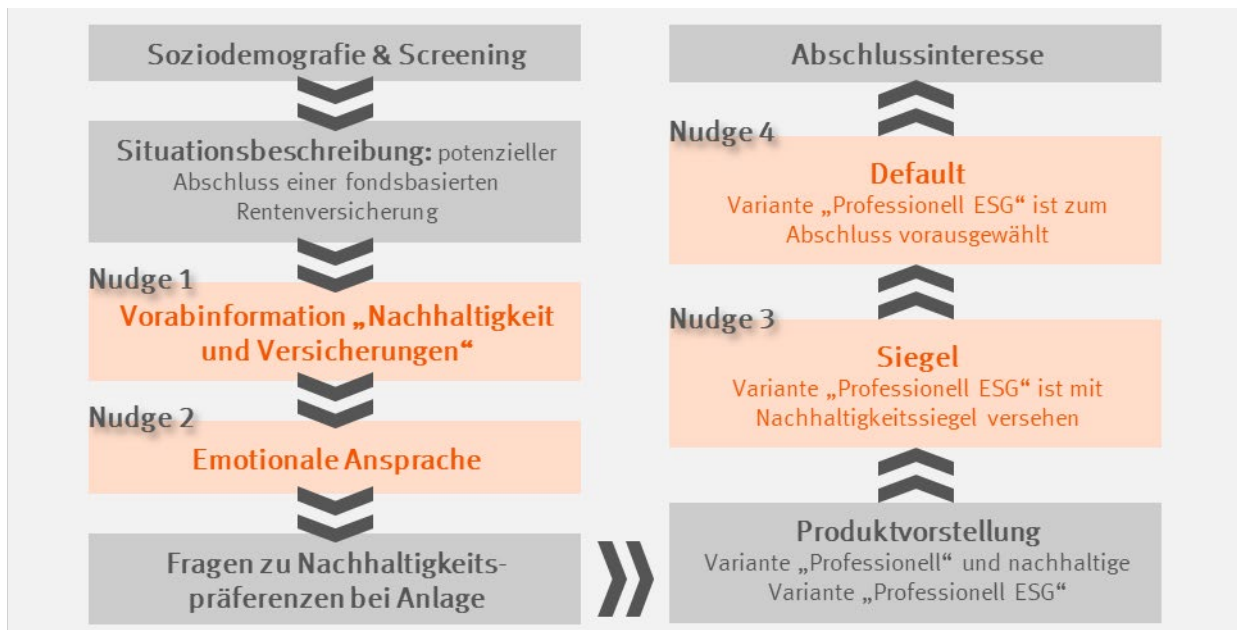 Soziodemografie & Screening
Situationsbeschreibung: potenzieller
Abschluss einer fondsbasierten
Rentenversicherung
Nudge 1
Vorabinformation „Nachhaltigkeit
und Versicherungen“
Nudge 2
Emotionale Ansprache
Fragen zu Nachhaltigkeits-
präferenzen bei Anlage
Produktvorstellung
Variante „Professionell“ und nachhaltige
Variante „Professionell ESG“
Nudge 3
Siegel
Variante „Professionell ESG“ ist mit
Nachhaltigkeitssiegel versehen
Nudge 4
Default
Variante „Professionell ESG“ ist zum
Abschluss vorausgewählt
Abschlussinteresse